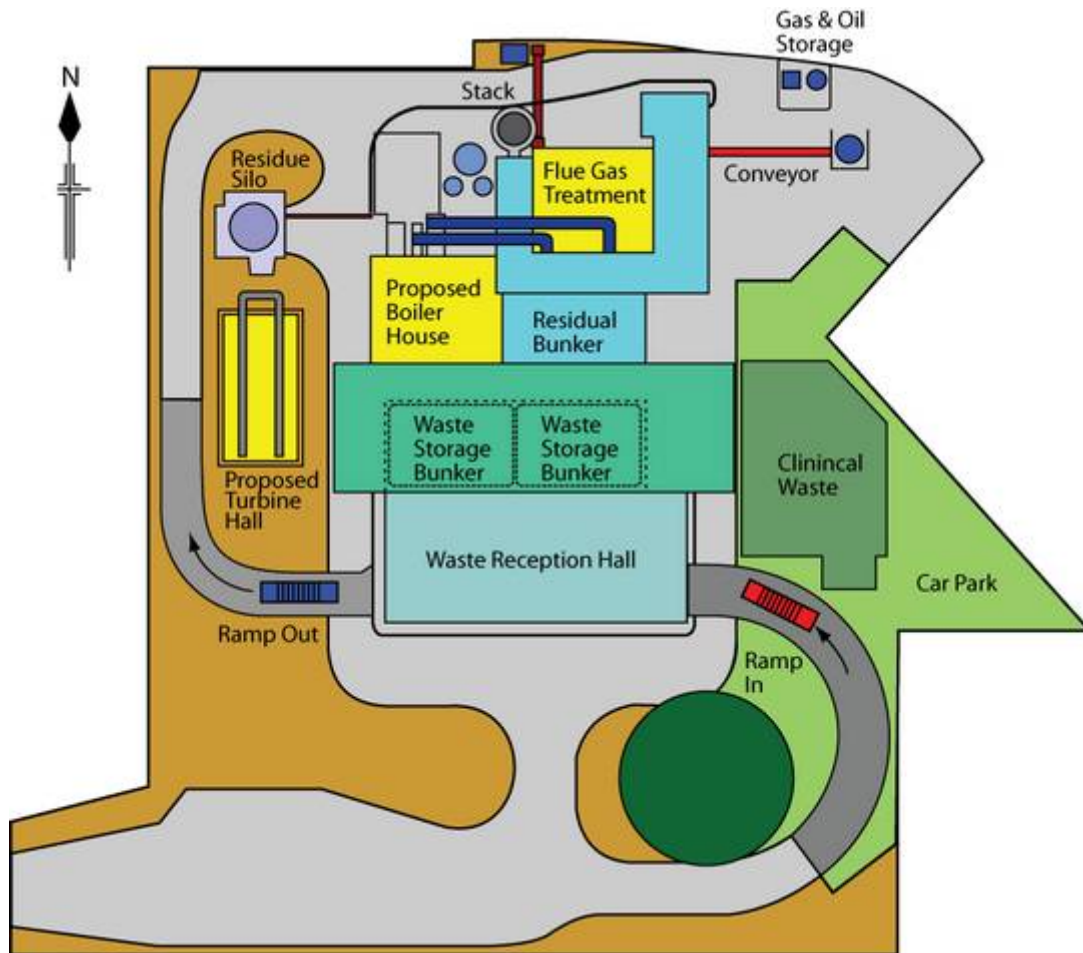 Gas & Oil
Storage
N
Stack
Residue
Silo
Flue Gas
Treatment
Conveyor
Proposed
Boiler
House
Residual
Bunker
Waste
Storage
Bunker
Waste
Storage
Bunker
Clinincal
Waste
Proposed
Turbine
Hall
Waste Reception Hall
Car Park
Ramp Out
Ramp
In